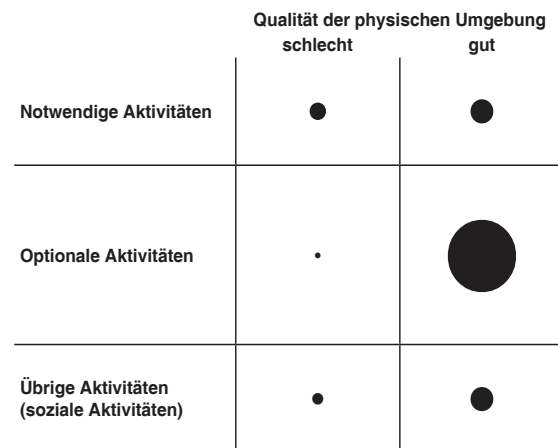 Qualität der physischen Umgebung
schlecht gut
Notwendige Aktivitäten
Optionale Aktivitäten
Übrige Aktivitäten
(soziale Aktivitäten)